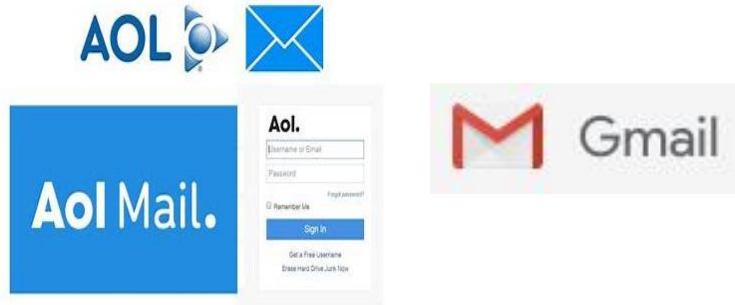 AOL
Aol Mail.
Aol.
Username or Email
Password
Forgot password?
Remember Me
Sign In
Get a Free Username
Erase Hard Drive Junk Now
Gmail